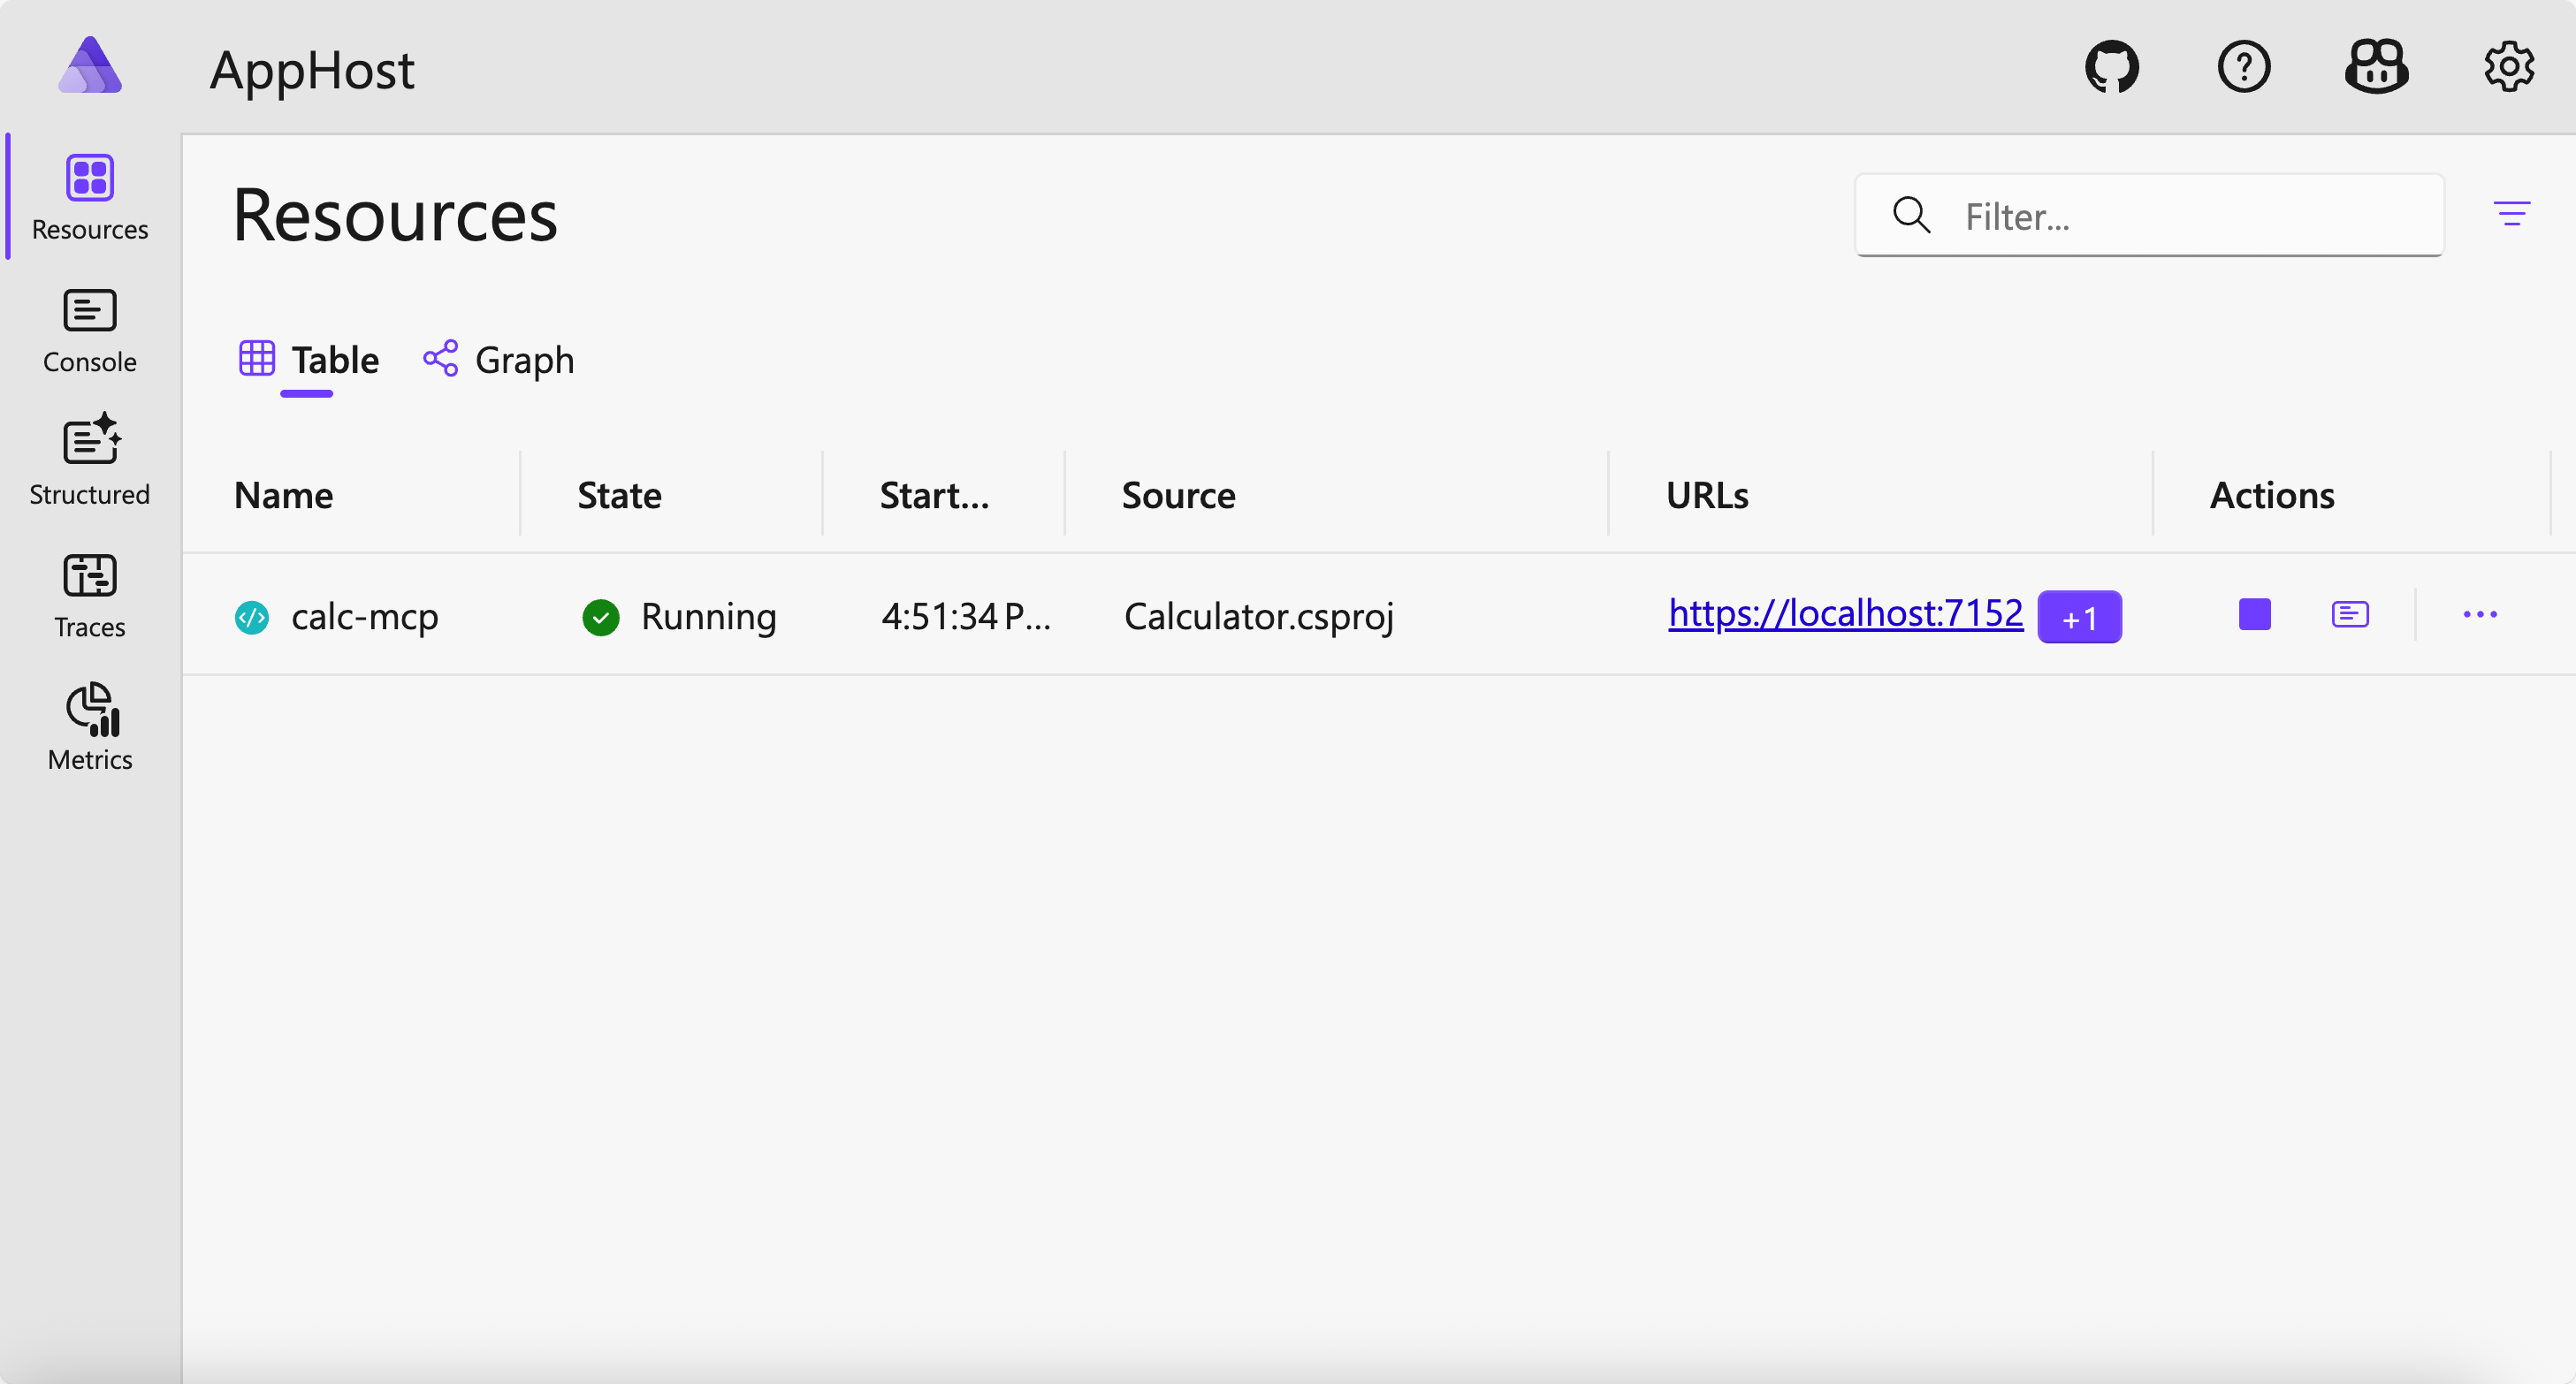 AppHost
Resources
Console
Structured
Traces
Metrics
Resources
Filter...
Table Graph
Name State Start... Source URLs Actions
calc-mcp Running 4:51:34 P... Calculator.csproj https://localhost:7152 +1